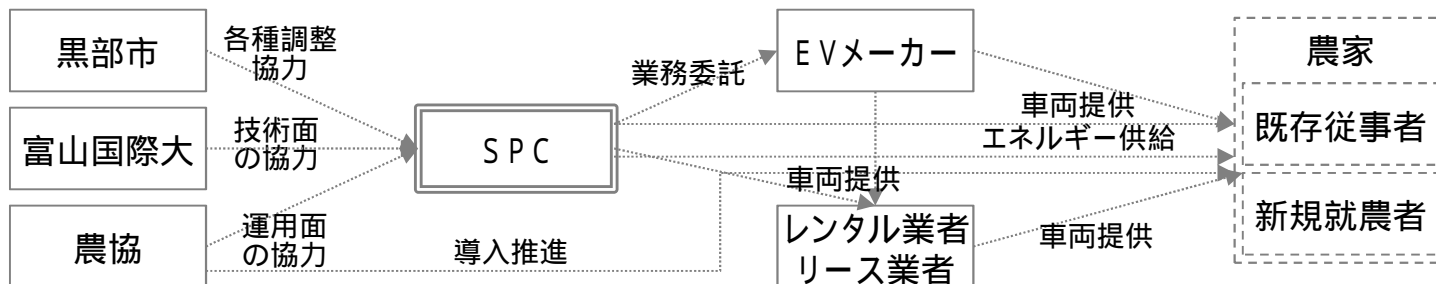 黒部市
富山国際大
農協
各種調整
協力
技術面
の協力
運用面
の協力
導入推進
SPC
業務委託
EVメーカー
車両提供
レンタル業者
リース業者
車両提供
エネルギー供給
車両提供
農家
既存従事者
新規就農者